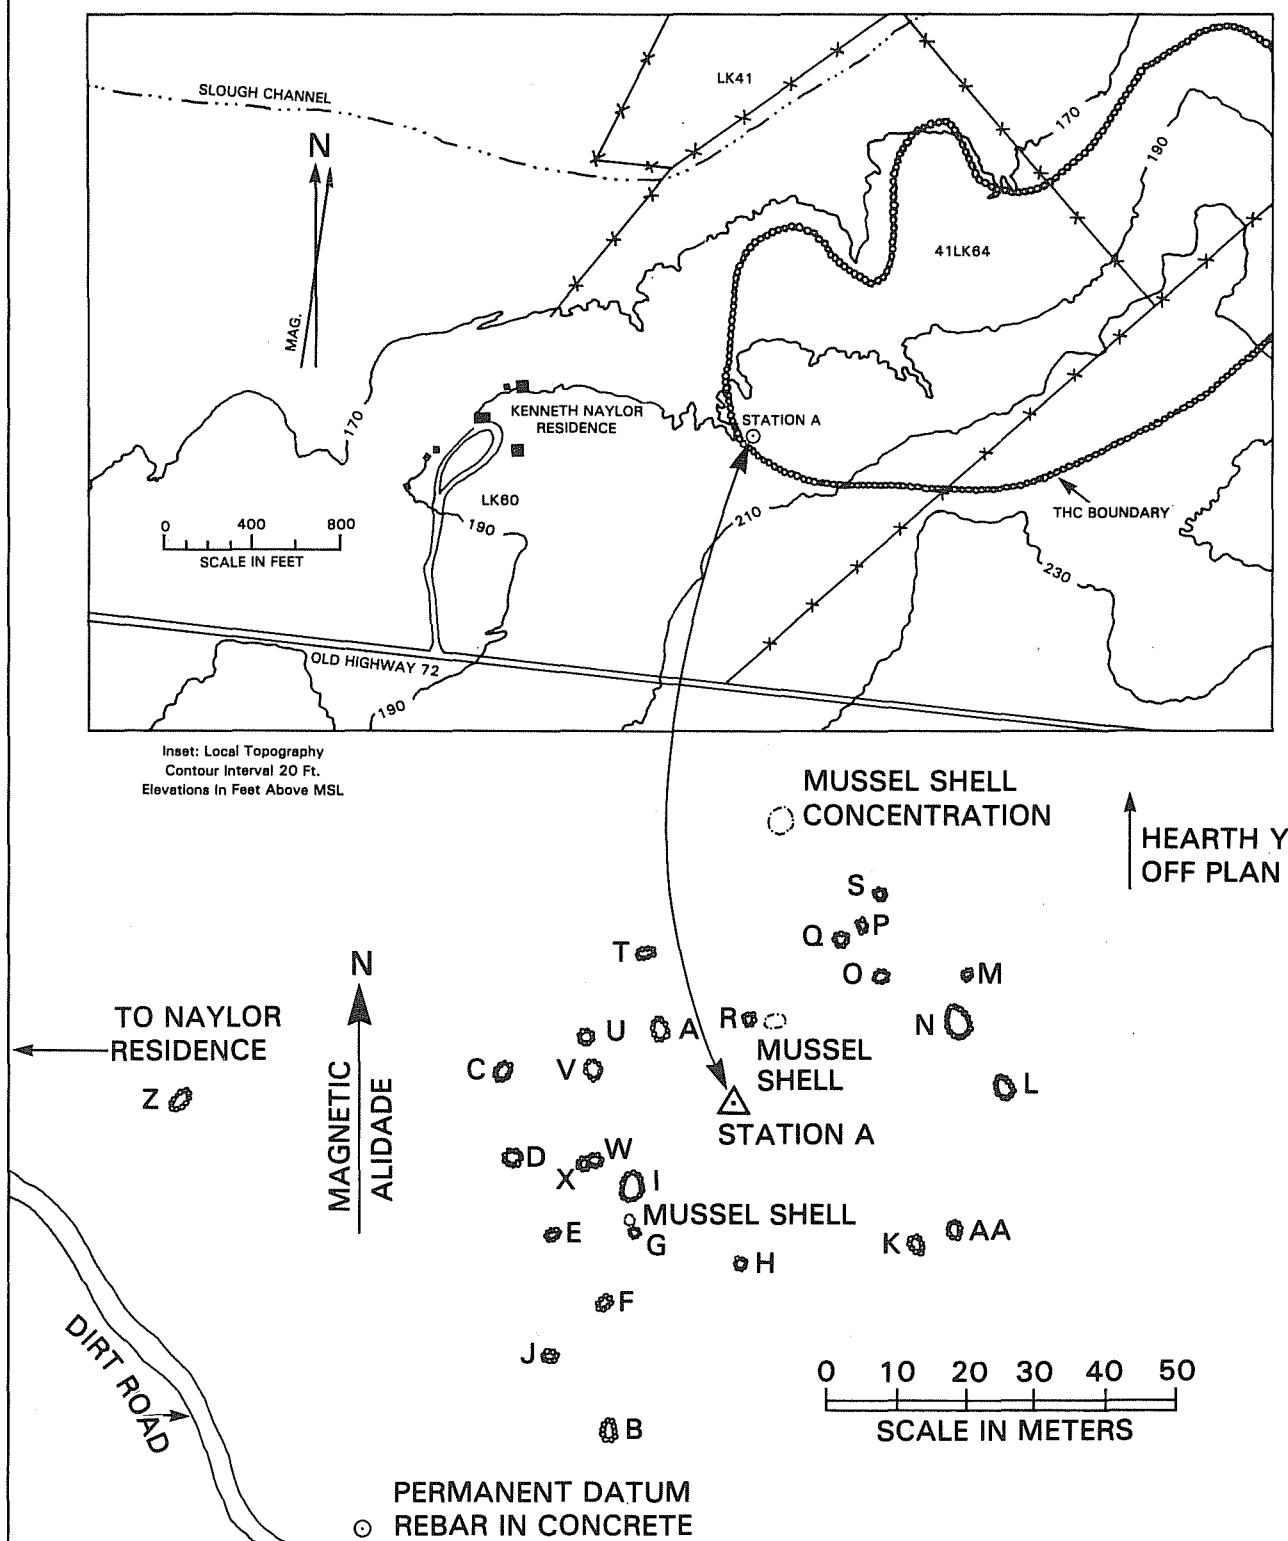 SLOUGH CHANNEL
LK41
170
190
N
MAG.
41LK64
170
KENNETH NAYLOR
RESIDENCE
STATION A
LK60
190
210
THC BOUNDARY
230
0 400 800
SCALE IN FEET
OLD HIGHWAY 72
190
Inset: Local Topography
Contour Interval 20 Ft.
Elevations in Feet Above MSL
MUSSEL SHELL
CONCENTRATION
HEARTH Y
OFF PLAN
S
P
Q
T
O
M
N
TO NAYLOR
RESIDENCE
U
A
R
N
MUSSEL
SHELL
C
V
Z
L
MAGNETIC
ALIDADE
STATION A
D
W
X
I
MUSSEL SHELL
E
G
K
AA
H
F
J
DIRT ROAD
0 10 20 30 40 50
SCALE IN METERS
B
PERMANENT DATUM
REBAR IN CONCRETE